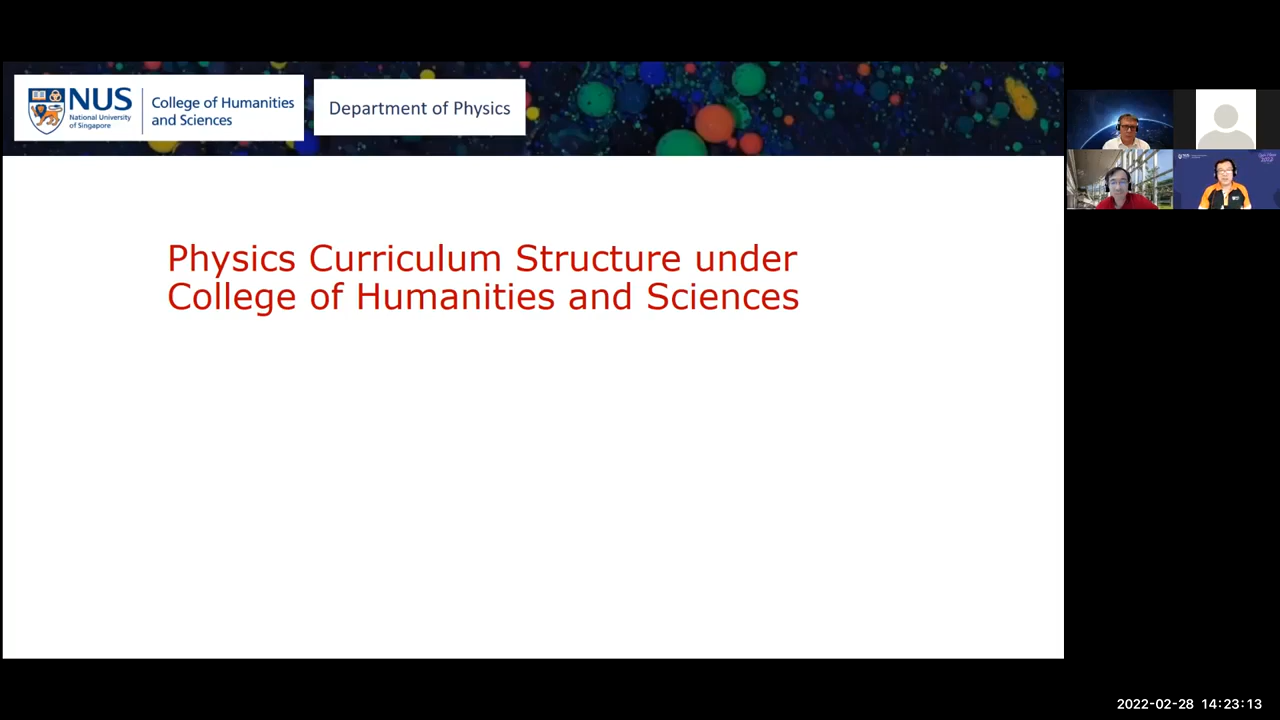 NUS
National University
of Singapore
College of Humanities
and Sciences
Department of Physics
Physics Curriculum Structure under
College of Humanities and Sciences
NUS
2022-02-28 14:23:13